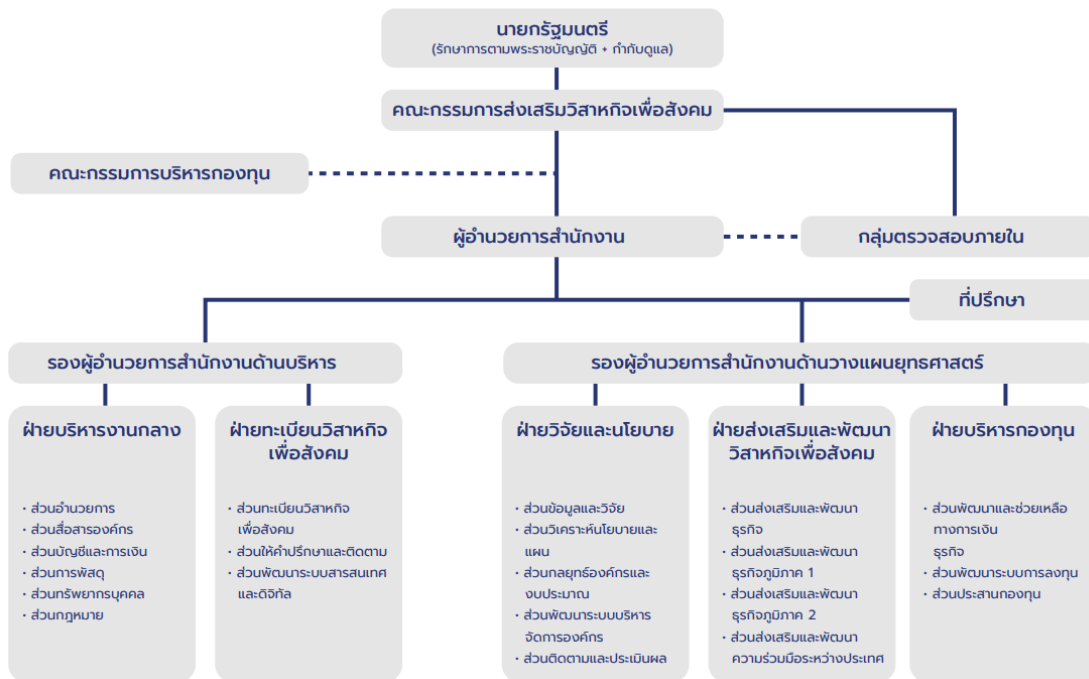 นายกรัฐมนตรี
(รักษาการตามพระราชบัญญัติ + กำกับดูแล)
คณะกรรมการส่งเสริมวิสาหกิจเพื่อสังคม
คณะกรรมการบริหารกองทุน
ผู้อำนวยการสำนักงาน
กลุ่มตรวจสอบภายใน
ที่ปรึกษา
รองผู้อำนวยการสำนักงานด้านบริหาร
รองผู้อำนวยการสำนักงานด้านวางแผนยุทธศาสตร์
ฝ่ายบริหารงานกลาง
· ส่วนอำนวยการ
· ส่วนสื่อสารองค์กร
· ส่วนบัญชีและการเงิน
· ส่วนการพัสดุ
· ส่วนทรัพยากรบุคคล
· ส่วนกฎหมาย
ฝ่ายทะเบียนวิสาหกิจ
เพื่อสังคม
· ส่วนทะเบียนวิสาหกิจ
เพื่อสังคม
· ส่วนให้คำปรึกษาและติดตาม
· ส่วนพัฒนาระบบสารสนเทศ
และดิจิทัล
ฝ่ายวิจัยและนโยบาย
· ส่วนข้อมูลและวิจัย
· ส่วนวิเคราะห์นโยบายและ
แผน
· ส่วนกลยุทธ์องค์กรและ
งบประมาณ
· ส่วนพัฒนาระบบบริหาร
จัดการองค์กร
· ส่วนติดตามและประเมินผล
ฝ่ายส่งเสริมและพัฒนา
วิสาหกิจเพื่อสังคม
· ส่วนส่งเสริมและพัฒนา
ธุรกิจ
· ส่วนส่งเสริมและพัฒนา
ธุรกิจภูมิภาค 1
· ส่วนส่งเสริมและพัฒนา
ธุรกิจภูมิภาค 2
· ส่วนส่งเสริมและพัฒนา
ความร่วมมือระหว่างประเทศ
ฝ่ายบริหารกองทุน
· ส่วนพัฒนาและช่วยเหลือ
ทางการเงิน
ธุรกิจ
· ส่วนพัฒนาระบบการลงทุน
· ส่วนประสานกองทุน